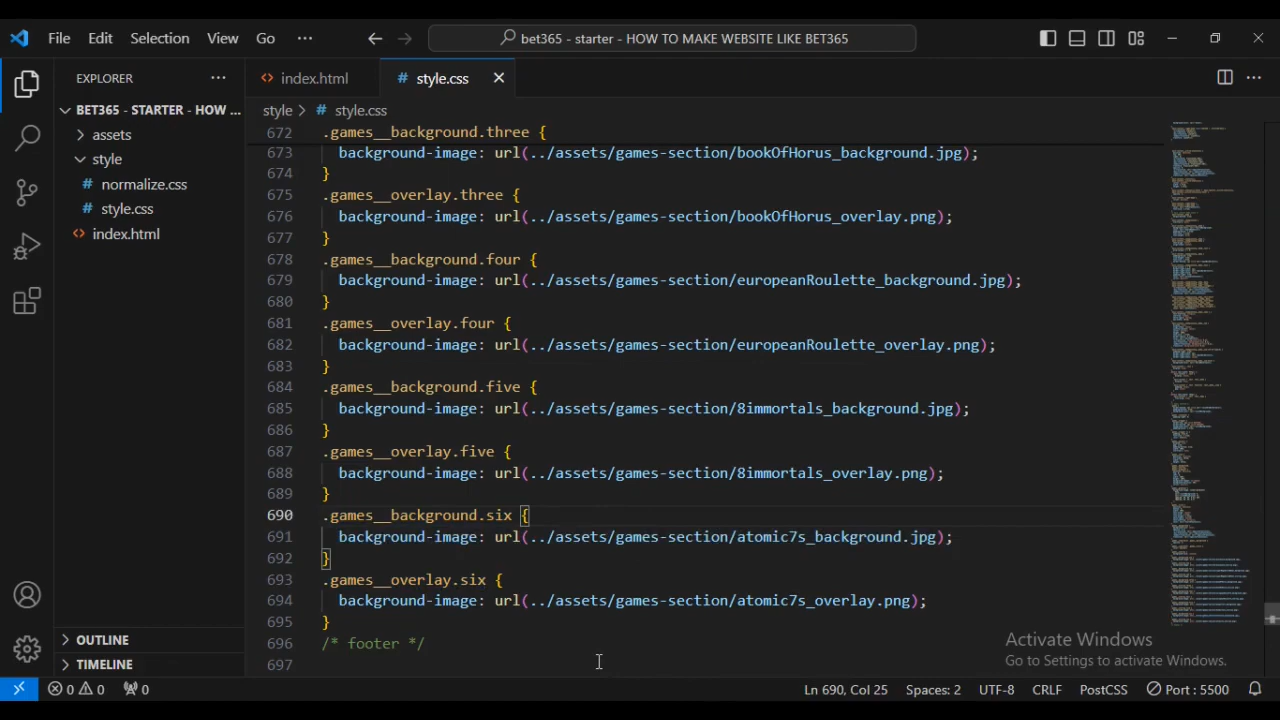 File Edit Selection View Go ··· bet365 - starter - HOW TO MAKE WEBSITE LIKE BET365
EXPLORER ···
index.html
# style.css
BET365 - STARTER - HOW ...
assets
style
# normalize.css
# style.css
index.html
OUTLINE
TIMELINE
style > # style.css
672 .games__background.three {
673 background-image: url(../assets/games-section/bookOfHorus_background.jpg);
674 }
675 .games__overlay.three {
676 background-image: url(../assets/games-section/bookOfHorus_overlay.png);
677 }
678 .games__background.four {
679 background-image: url(../assets/games-section/europeanRoulette_background.jpg);
680 }
681 .games__overlay.four {
682 background-image: url(../assets/games-section/europeanRoulette_overlay.png);
683 }
684 .games__background.five {
685 background-image: url(../assets/games-section/8immortals_background.jpg);
686 }
687 .games__overlay.five {
688 background-image: url(../assets/games-section/8immortals_overlay.png);
689 }
690 .games__background.six {
691 background-image: url(../assets/games-section/atomic7s_background.jpg);
692 }
693 .games__overlay.six {
694 background-image: url(../assets/games-section/atomic7s_overlay.png);
695 }
696 /* footer */
697
Activate Windows
Go to Settings to activate Windows.
0 0 0 Ln 690, Col 25 Spaces: 2 UTF-8 CRLF PostCSS Port : 5500